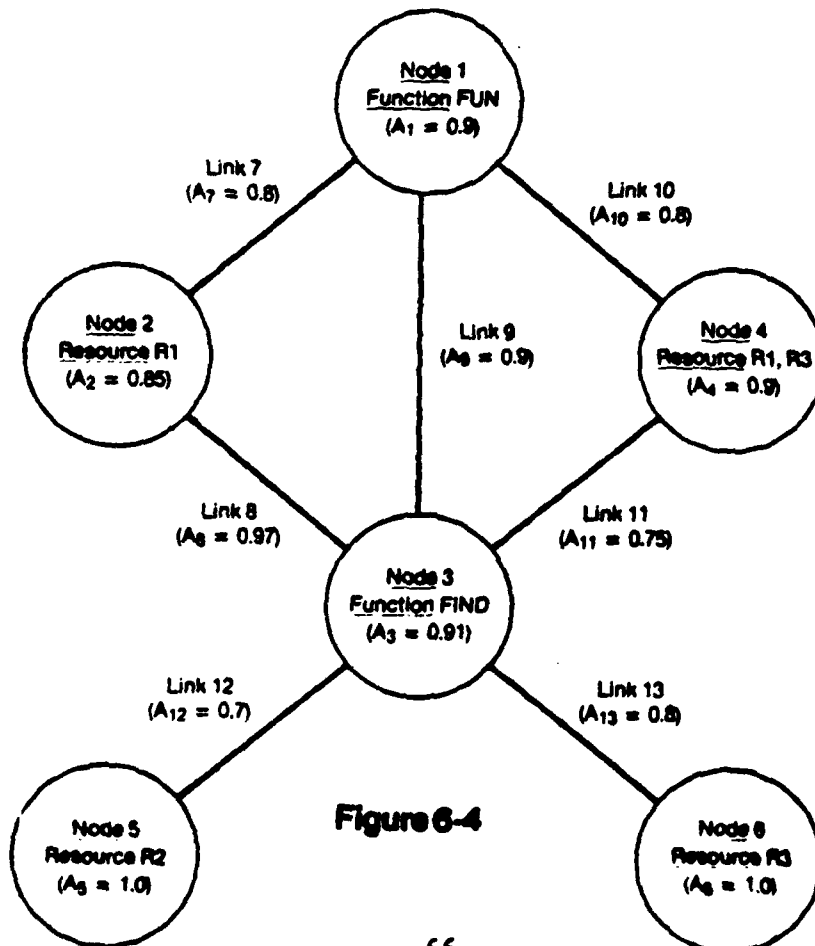 Node 1
Function FUN
(A1 = 0.9)
Link 7
(A7 = 0.8)
Link 10
(A10 = 0.8)
Node 2
Resource R1
(A2 = 0.85)
Link 9
(A9 = 0.9)
Node 4
Resource R1, R3
(A4 = 0.9)
Link 8
(A8 = 0.97)
Link 11
(A11 = 0.75)
Node 3
Function FIND
(A3 = 0.91)
Link 12
(A12 = 0.7)
Link 13
(A13 = 0.8)
Figure 6-4
Node 5
Resource R2
(A5 = 1.0)
Node 6
Resource R3
(A6 = 1.0)